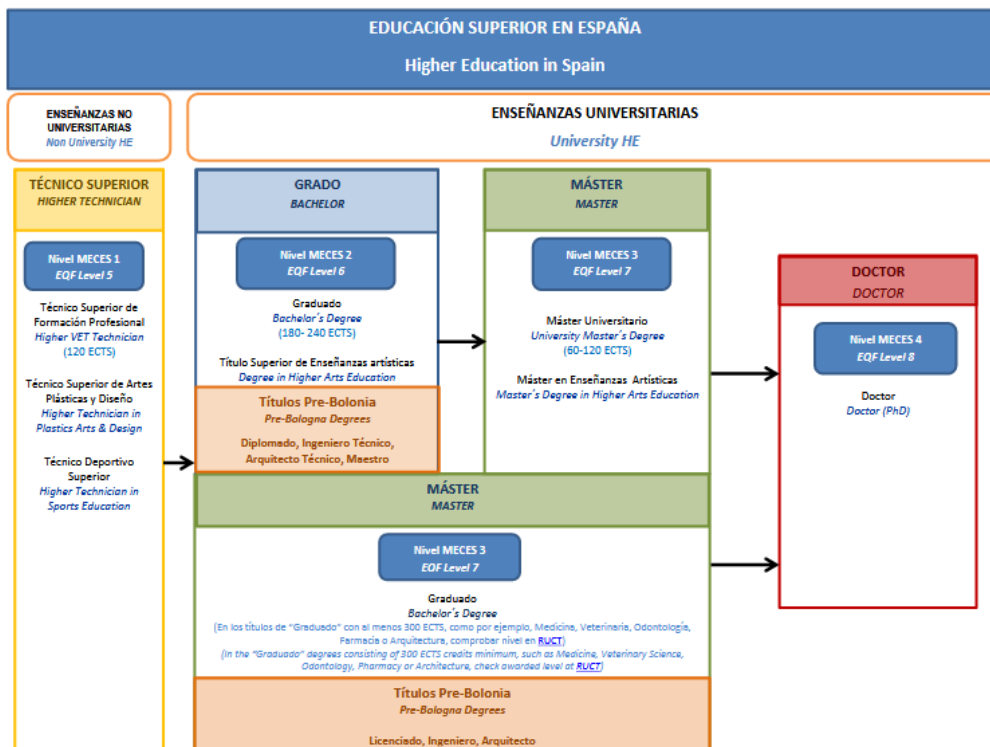 EDUCACIÓN SUPERIOR EN ESPAÑA
Higher Education in Spain
ENSEÑANZAS NO
UNIVERSITARIAS
Non University HE
ENSEÑANZAS UNIVERSITARIAS
University HE
TÉCNICO SUPERIOR
HIGHER TECHNICIAN
Nivel MECES 1
EQF Level 5
Técnico Superior de
Formación Profesional
Higher VET Technician
(120 ECTS)
Técnico Superior de Artes
Plásticas y Diseño
Higher Technician in
Plastics Arts & Design
Técnico Deportivo
Superior
Higher Technician in
Sports Education
GRADO
BACHELOR
Nivel MECES 2
EQF Level 6
Graduado
Bachelor´s Degree
(180- 240 ECTS)
Título Superior de Enseñanzas artísticas
Degree in Higher Arts Education
Títulos Pre-Bolonia
Pre-Bologna Degrees
Diplomado, Ingeniero Técnico,
Arquitecto Técnico, Maestro
MÁSTER
MASTER
Nivel MECES 3
EQF Level 7
Máster Universitario
University Master´s Degree
(60-120 ECTS)
Máster en Enseñanzas Artísticas
Master´s Degree in Higher Arts Education
MÁSTER
MASTER
Nivel MECES 3
EQF Level 7
Graduado
Bachelor´s Degree
(En los títulos de "Graduado" con al menos 300 ECTS, como por ejemplo, Medicina, Veterinaria, Odontología,
Farmacia o Arquitectura, comprobar nivel en RUCT)
(In the "Graduado" degrees consisting of 300 ECTS credits minimum, such as Medicine, Veterinary Science,
Odontology, Pharmacy or Architecture, check awarded level at RUCT)
Títulos Pre-Bolonia
Pre-Bologna Degrees
Licenciado, Ingeniero, Arquitecto
DOCTOR
DOCTOR
Nivel MECES 4
EQF Level 8
Doctor
Doctor (PhD)